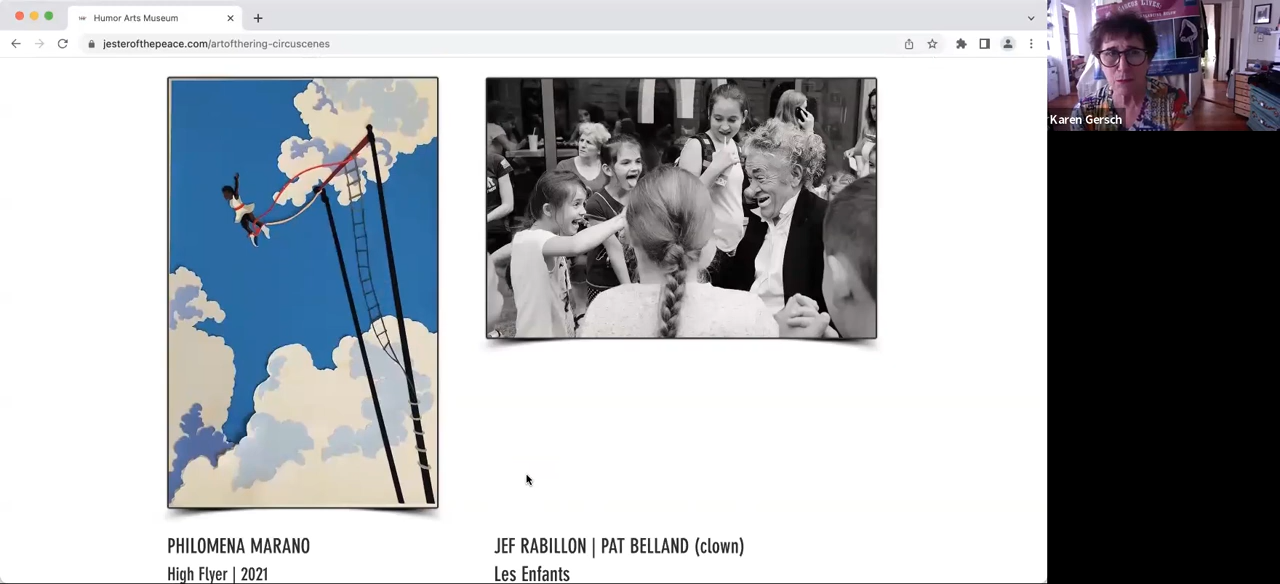 Humor Arts Museum
jesterofthepeace.com/artofthering-circuscenes
Karen Gersch
PHILOMENA MARANO
High Flyer | 2021
JEF RABILLON | PAT BELLAND (clown)
Les Enfants